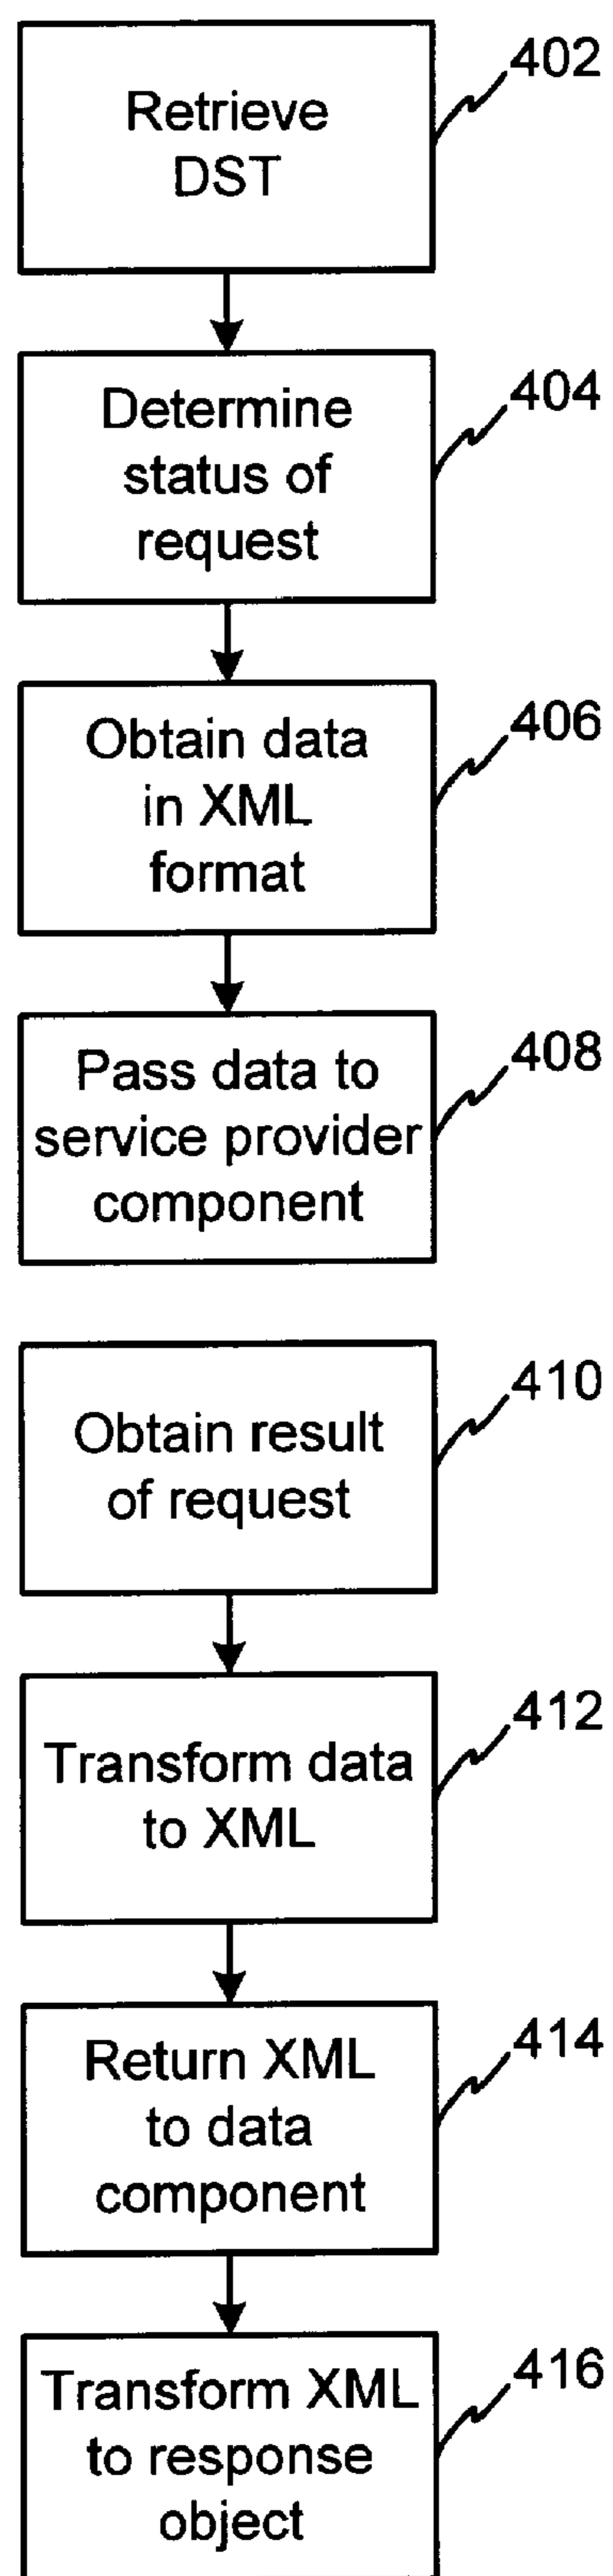 402
Retrieve
DST
404
Determine
status of
request
406
Obtain data
in XML
format
408
Pass data to
service provider
component
410
Obtain result
of request
412
Transform data
to XML
414
Return XML
to data
component
416
Transform XML
to response
object